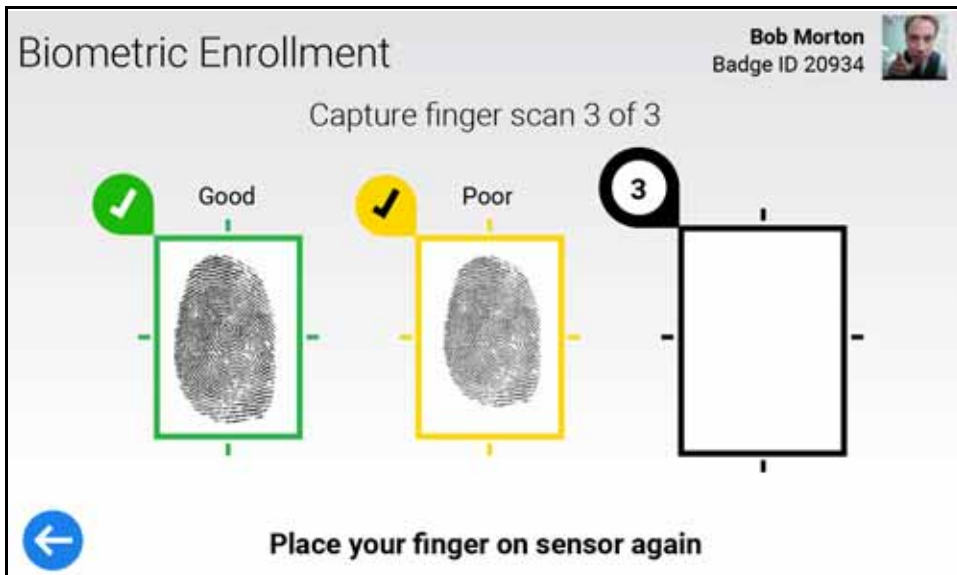 Biometric Enrollment
Bob Morton
Badge ID 20934
Capture finger scan 3 of 3
Good
Poor
3
Place your finger on sensor again